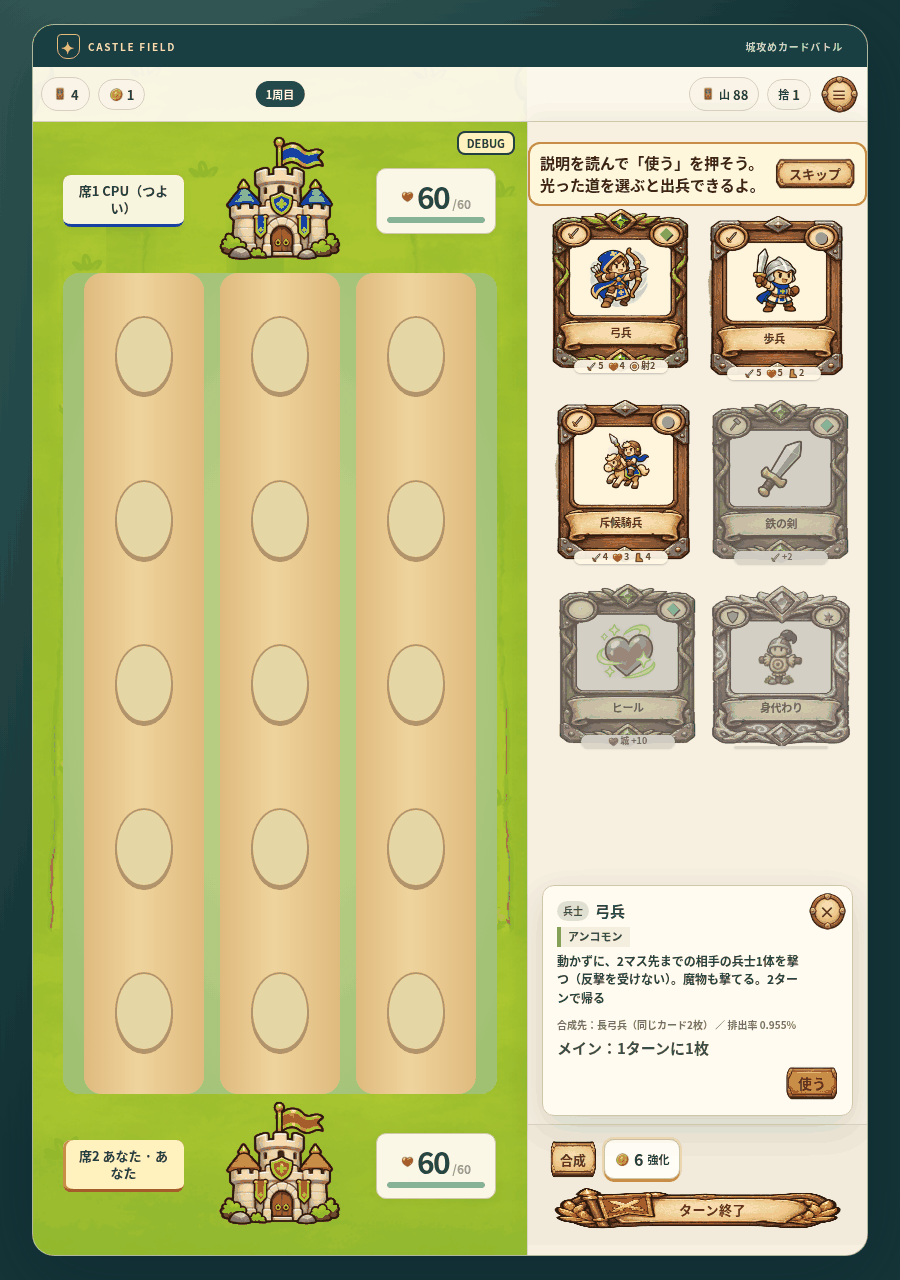 CASTLE FIELD
城攻めカードバトル
4
1
1周目
山 88
捨 1
DEBUG
席1 CPU（つよ
い）
60/60
説明を読んで「使う」を押そう。
光った道を選ぶと出兵できるよ。
スキップ
弓兵
5 4 射2
歩兵
5 5 2
斥候騎兵
4 3 4
鉄の剣
+2
ヒール
城 +10
身代わり
兵士 弓兵
アンコモン
動かずに、2マス先までの相手の兵士1体を撃
つ（反撃を受けない）。魔物も撃てる。2ター
ンで帰る
合成先：長弓兵（同じカード2枚）／ 排出率 0.955%
メイン：1ターンに1枚
使う
席2 あなた・あ
なた
60/60
合成
6 強化
ターン終了